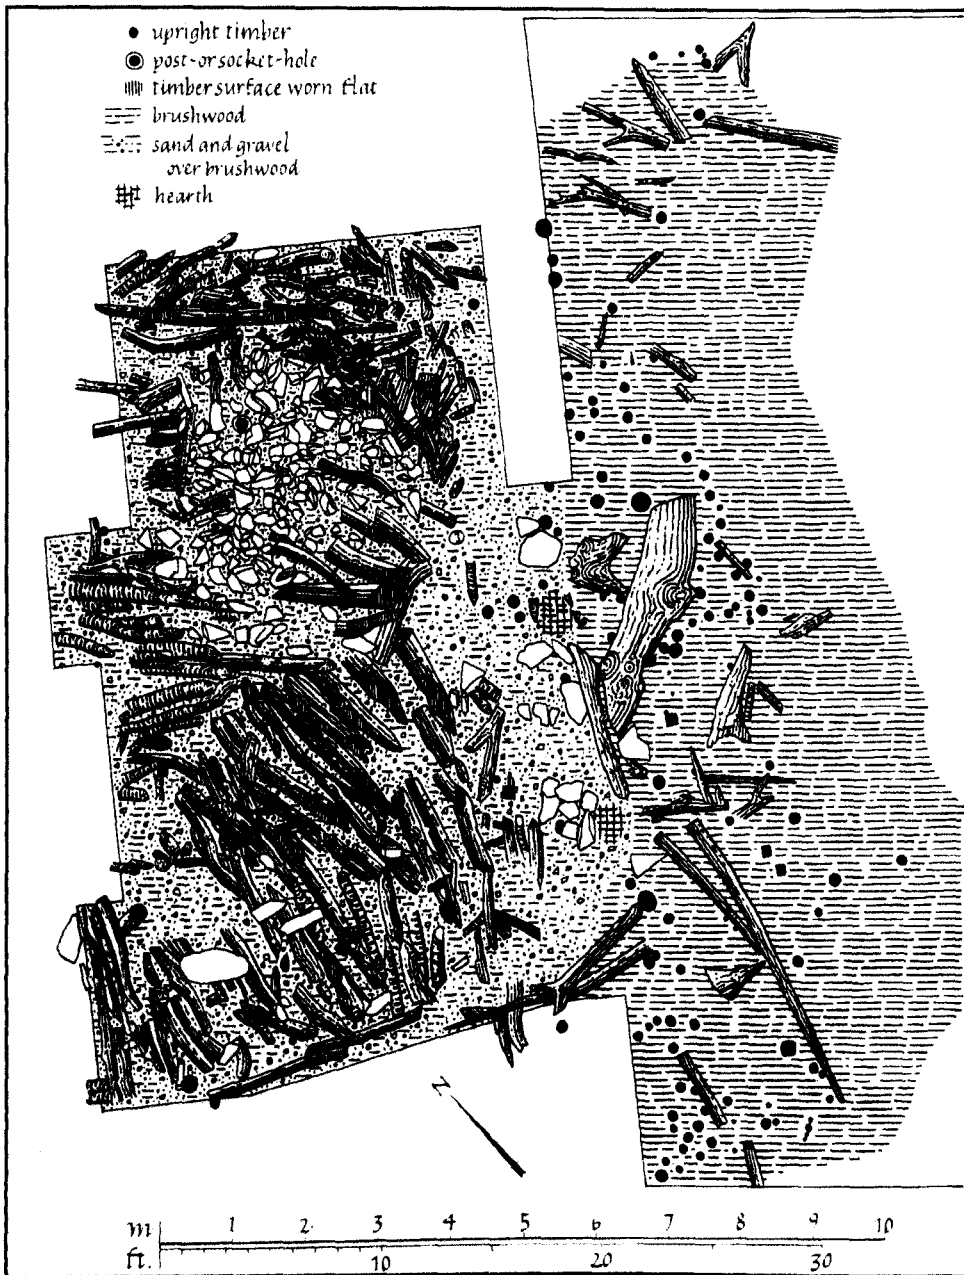 upright timber
post-or socket-hole
timber surface worn flat
brushwood
sand and gravel
over brushwood
hearth
N
m 1 2 3 4 5 6 7 8 9 10
ft. 10 20 30